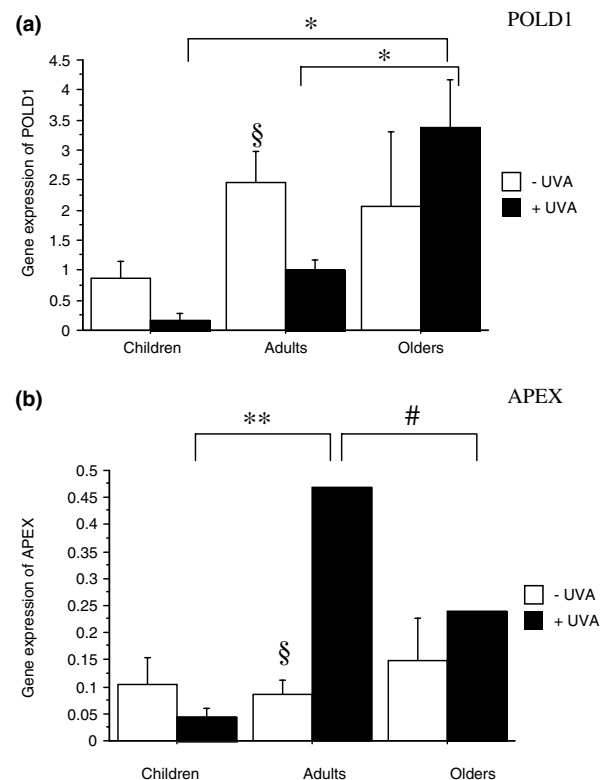 (a)
POLD1
*
*
4.5
4
3.5
3
2.5
2
1.5
1
0.5
0
Gene expression of POLD1
§
- UVA
+ UVA
Children Adults Olders
(b)
APEX
**
#
0.5
0.45
0.4
0.35
0.3
0.25
0.2
0.15
0.1
0.05
0
Gene expression of APEX
§
- UVA
+ UVA
Children Adults Olders